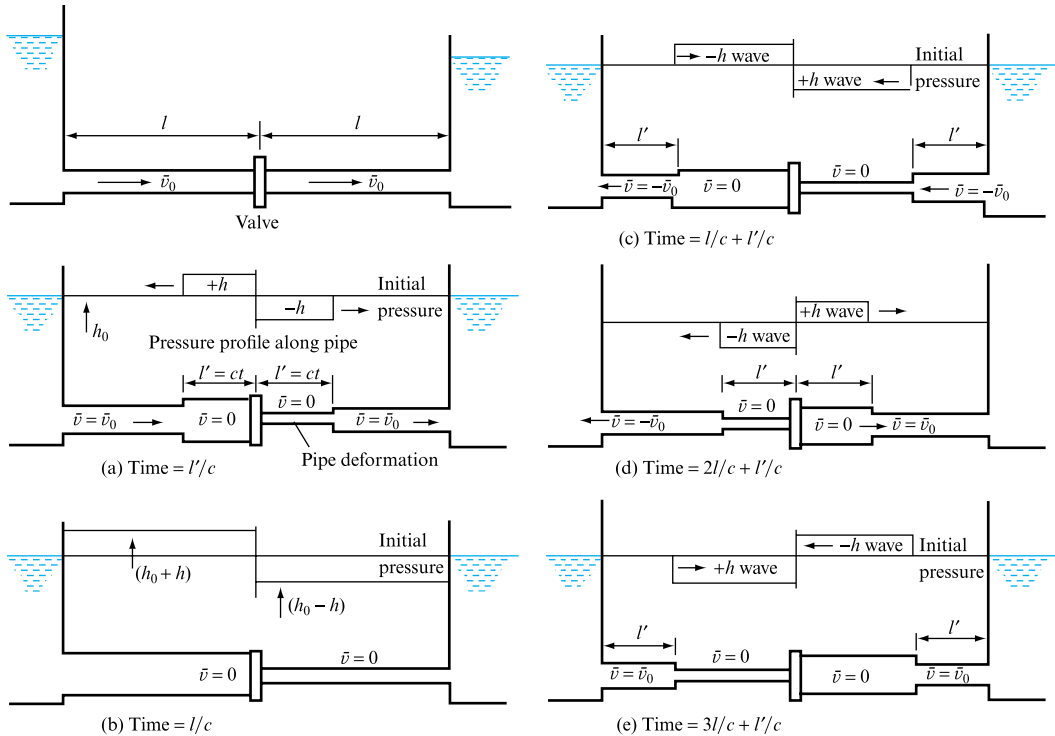 l l
v̄₀ v̄₀
Valve
+h Initial
−h pressure
h₀
Pressure profile along pipe
l′ = ct l′ = ct
v̄ = 0
v̄ = v̄₀ v̄ = 0 v̄ = v̄₀
Pipe deformation
(a) Time = l′/c
Initial
pressure
(h₀ + h)
(h₀ − h)
v̄ = 0
v̄ = 0
(b) Time = l/c
−h wave Initial
+h wave pressure
l′ l′
v̄ = 0
v̄ = −v̄₀ v̄ = 0 v̄ = −v̄₀
(c) Time = l/c + l′/c
+h wave
−h wave
l′ l′
v̄ = 0
v̄ = −v̄₀ v̄ = 0 v̄ = v̄₀
(d) Time = 2l/c + l′/c
−h wave Initial
+h wave pressure
l′ l′
v̄ = 0
v̄ = v̄₀ v̄ = 0 v̄ = v̄₀
(e) Time = 3l/c + l′/c